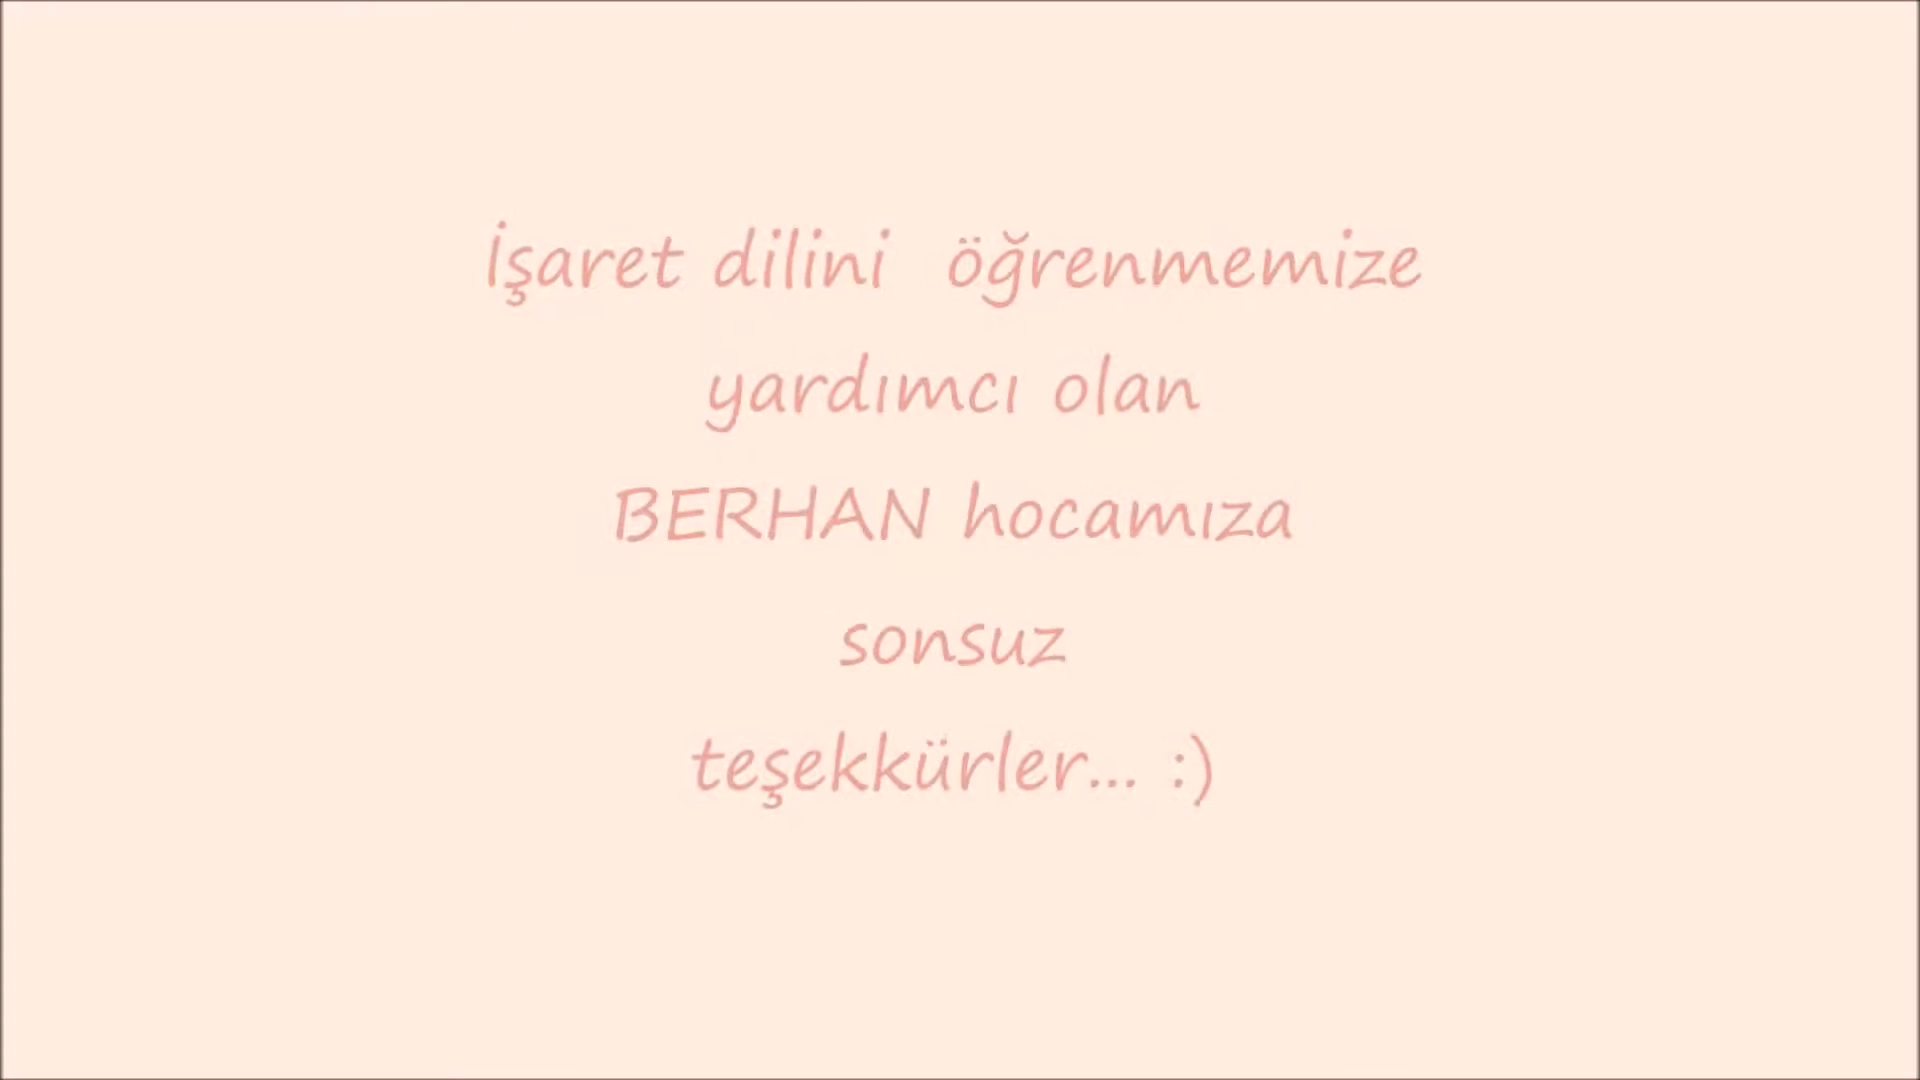 İşaret dilini öğrenmemize
yardımcı olan
BERHAN hocamıza
sonsuz
teşekkürler... :)